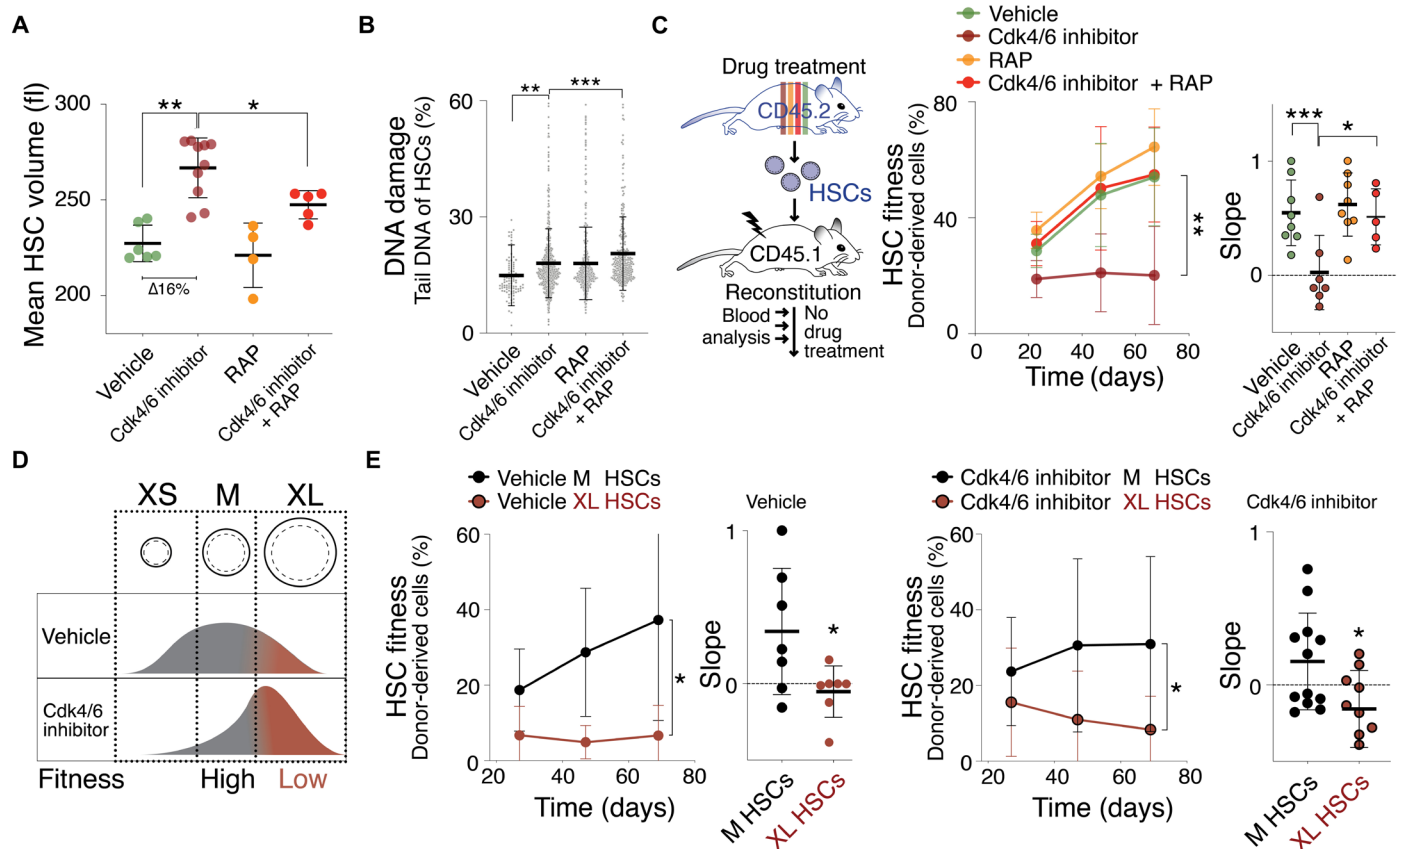 A
Mean HSC volume (fl)
300
250
200
**
*
Δ16%
Vehicle
Cdk4/6 inhibitor
RAP
Cdk4/6 inhibitor
+ RAP
B
DNA damage
Tail DNA of HSCs (%)
60
30
0
**
***
Vehicle
Cdk4/6 inhibitor
RAP
Cdk4/6 inhibitor
+ RAP
C
Drug treatment
CD45.2
HSCs
CD45.1
Reconstitution
Blood
analysis
No
drug
treatment
Vehicle
Cdk4/6 inhibitor
RAP
Cdk4/6 inhibitor + RAP
HSC fitness
Donor-derived cells (%)
80
40
0
0 20 40 60 80
Time (days)
**
Slope
1
0
***
*
Vehicle
Cdk4/6 inhibitor
RAP
Cdk4/6 inhibitor
+ RAP
D
XS M XL
Vehicle
Cdk4/6
inhibitor
Fitness High Low
E
Vehicle M HSCs
Vehicle XL HSCs
HSC fitness
Donor-derived cells (%)
60
40
20
0
20 40 60 80
Time (days)
*
Vehicle
Slope
1
0
*
M HSCs
XL HSCs
Cdk4/6 inhibitor M HSCs
Cdk4/6 inhibitor XL HSCs
HSC fitness
Donor-derived cells (%)
60
40
20
0
20 40 60 80
Time (days)
*
Cdk4/6 inhibitor
Slope
1
0
*
M HSCs
XL HSCs